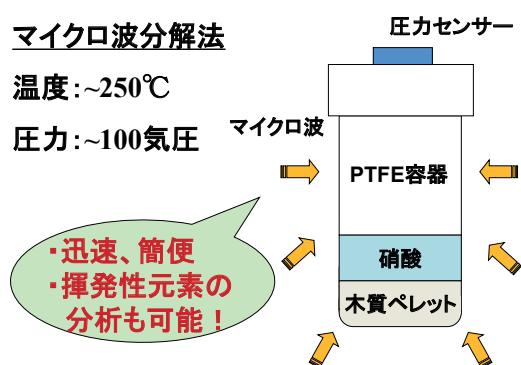 マイクロ波分解法
温度：~250℃
圧力：~100気圧
圧力センサー
マイクロ波
PTFE容器
硝酸
木質ペレット
・迅速、簡便
・揮発性元素の
分析も可能！